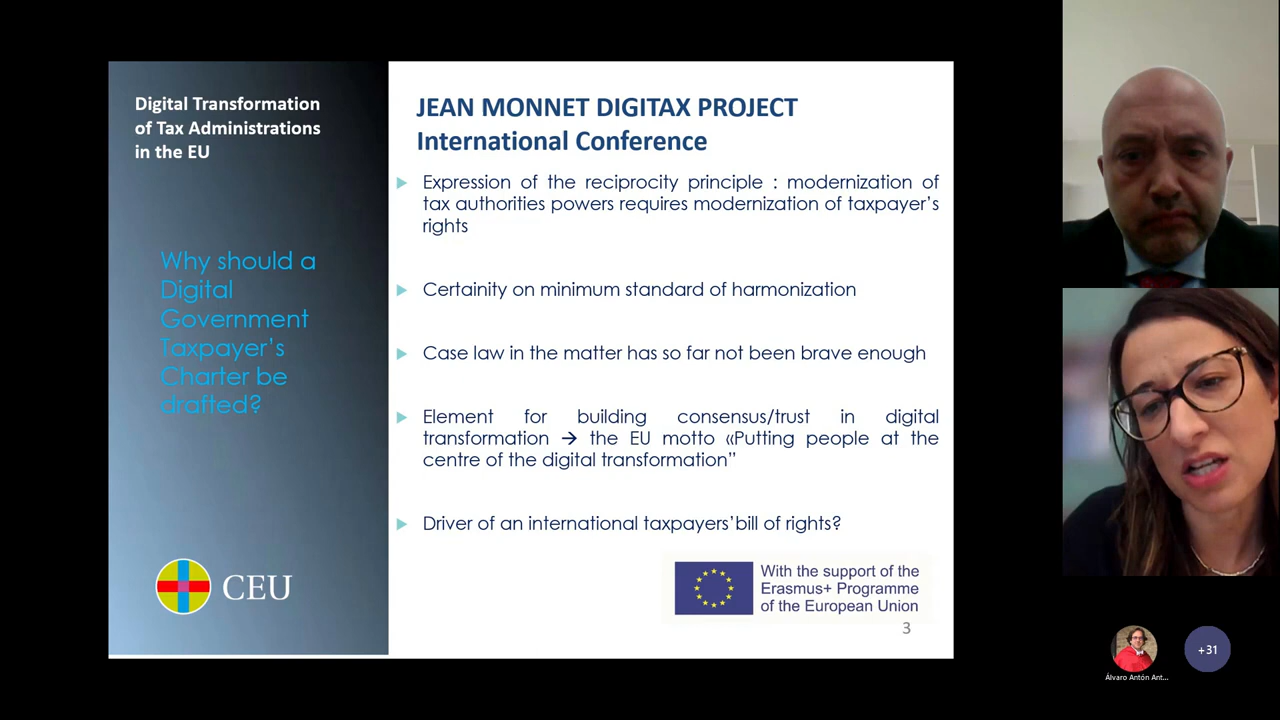 Digital Transformation
of Tax Administrations
in the EU
Why should a
Digital
Government
Taxpayer's
Charter be
drafted?
CEU
JEAN MONNET DIGITAX PROJECT
International Conference
Expression of the reciprocity principle : modernization of
tax authorities powers requires modernization of taxpayer's
rights
Certainity on minimum standard of harmonization
Case law in the matter has so far not been brave enough
Element for building consensus/trust in digital
transformation → the EU motto «Putting people at the
centre of the digital transformation”
Driver of an international taxpayers'bill of rights?
With the support of the
Erasmus+ Programme
of the European Union
3
Álvaro Antón Ant...
+31